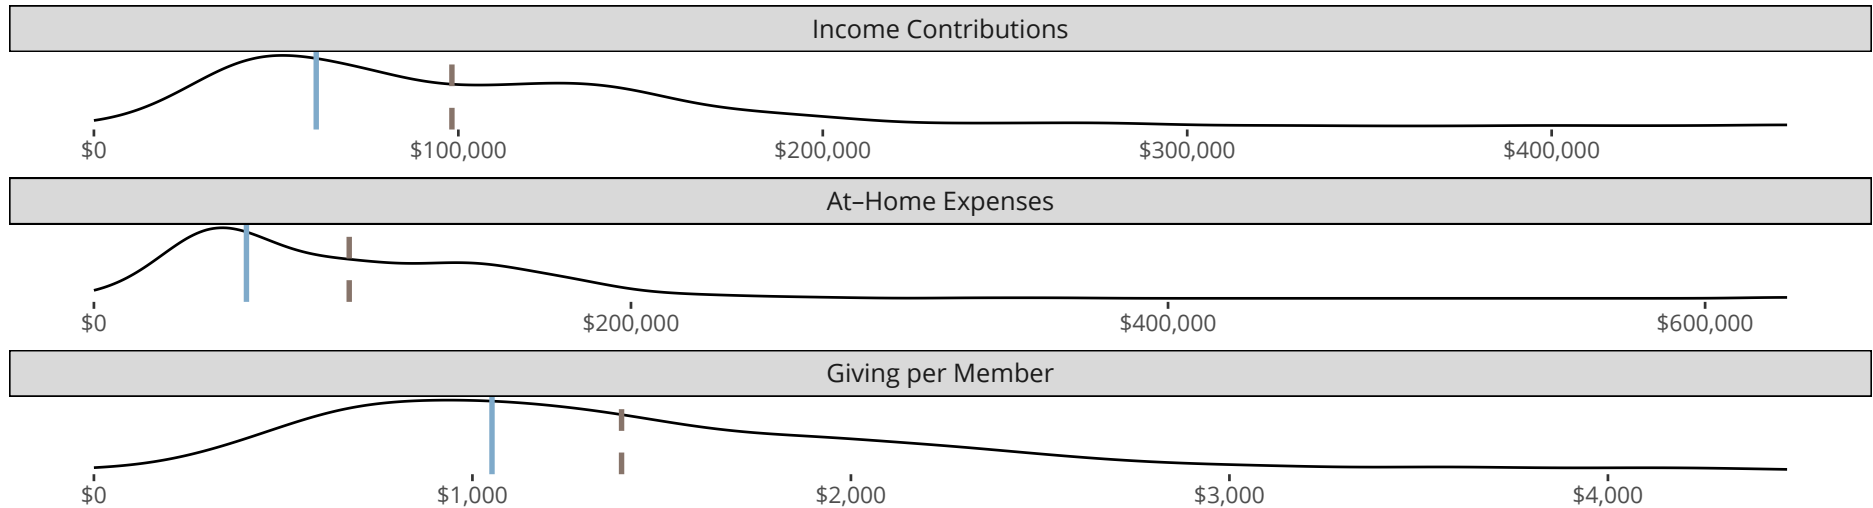 Income Contributions
$0 $100,000 $200,000 $300,000 $400,000
At–Home Expenses
$0 $200,000 $400,000 $600,000
Giving per Member
$0 $1,000 $2,000 $3,000 $4,000